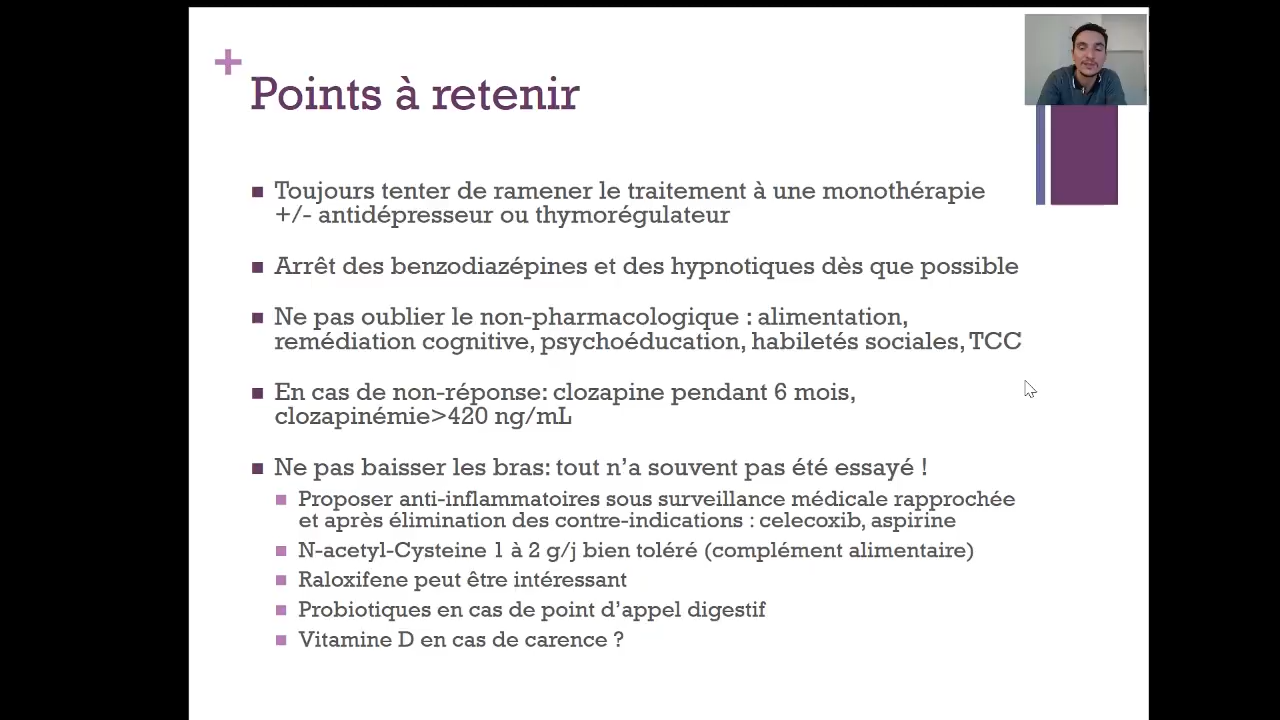 Points à retenir
Toujours tenter de ramener le traitement à une monothérapie
+/- antidépresseur ou thymorégulateur
Arrêt des benzodiazépines et des hypnotiques dès que possible
Ne pas oublier le non-pharmacologique : alimentation,
remédiation cognitive, psychoéducation, habiletés sociales, TCC
En cas de non-réponse: clozapine pendant 6 mois,
clozapinémie>420 ng/mL
Ne pas baisser les bras: tout n'a souvent pas été essayé !
Proposer anti-inflammatoires sous surveillance médicale rapprochée
et après élimination des contre-indications : celecoxib, aspirine
N-acetyl-Cysteine 1 à 2 g/j bien toléré (complément alimentaire)
Raloxifene peut être intéressant
Probiotiques en cas de point d'appel digestif
Vitamine D en cas de carence ?